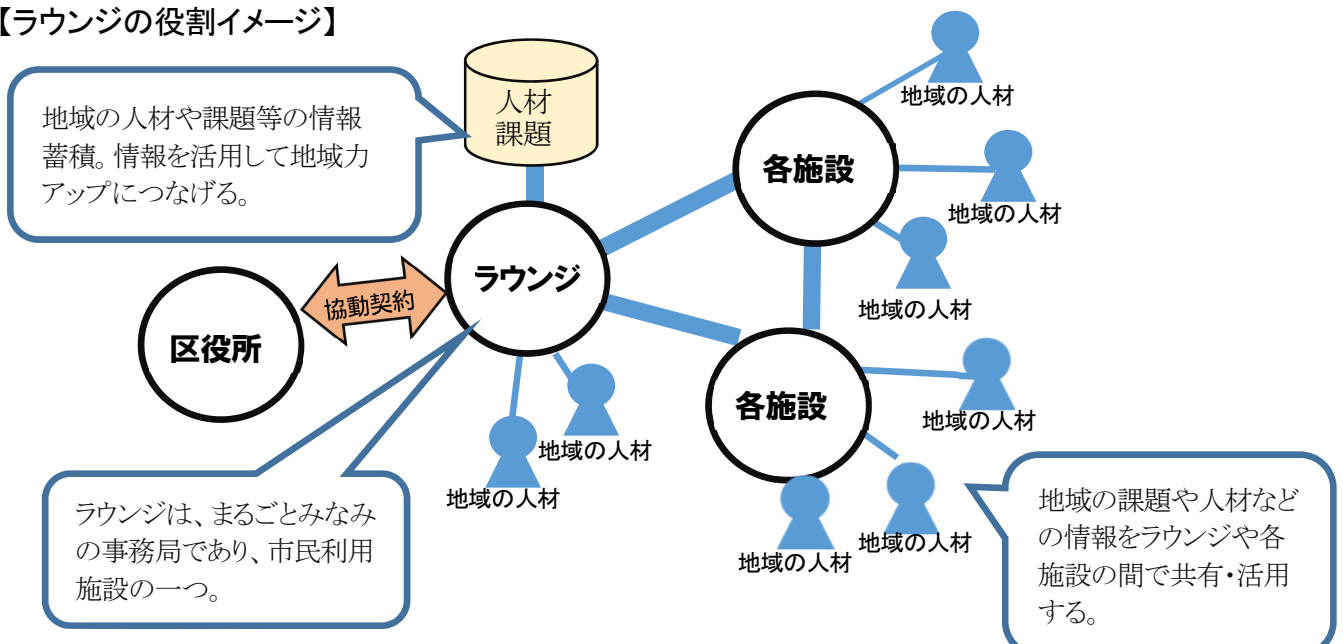 【ラウンジの役割イメージ】
地域の人材や課題等の情報
蓄積。情報を活用して地域力
アップにつなげる。
人材
課題
地域の人材
各施設
地域の人材
地域の人材
ラウンジ
協動契約
区役所
各施設
地域の人材
地域の人材
地域の人材
地域の人材
地域の人材
ラウンジは、まるごとみなみ
の事務局であり、市民利用
施設の一つ。
地域の課題や人材など
の情報をラウンジや各
施設の間で共有・活用
する。